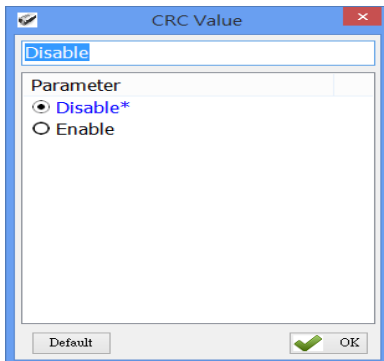 CRC Value
Disable
Parameter
Disable*
Enable
Default
OK